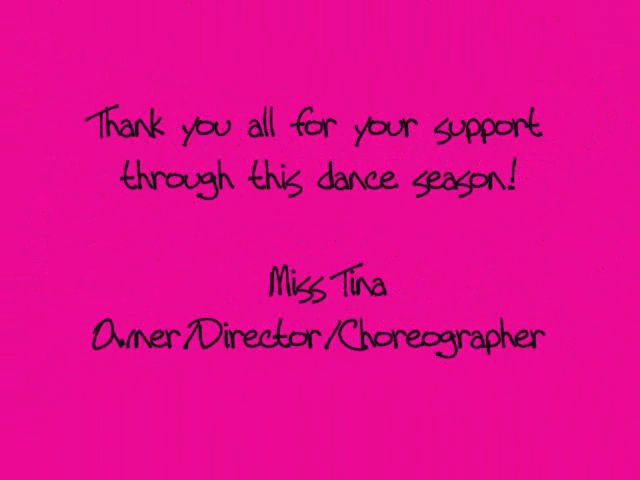 Thank you all for your support
through this dance season!
Miss Tina
Owner/Director/Choreographer